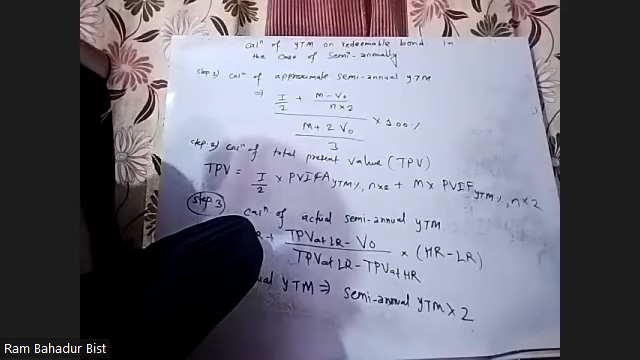 Calⁿ of YTM on redeemable bond in
the case of semi-annually
Step 1) Calⁿ of approximate semi-annual YTM
⇒ I/2 + (M-V₀)/(n×2)
× 100%
(M+2V₀)/3
Step 2) Calⁿ of total present value (TPV)
TPV = I/2 × PVIFA YTM%, n×2 + M× PVIF YTM%, n×2
Step 3) Calⁿ of actual semi-annual YTM
+ (TPV at LR - V₀)/(TPV at LR - TPV at HR) × (HR-LR)
YTM ⇒ semi-annual YTM × 2
Ram Bahadur Bist